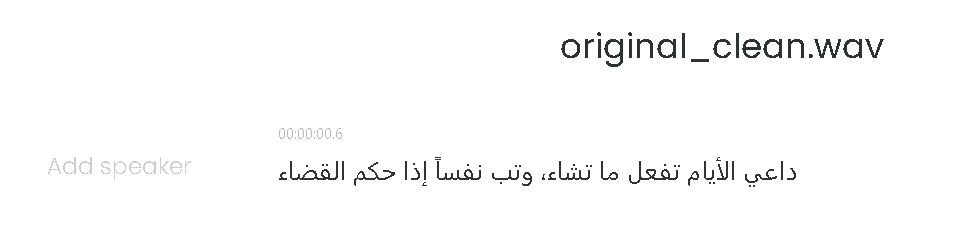 original_clean.wav
00:00:00.6
Add speaker
داعي الأيام تفعل ما تشاء، وتب نفساً إذا حكم القضاء